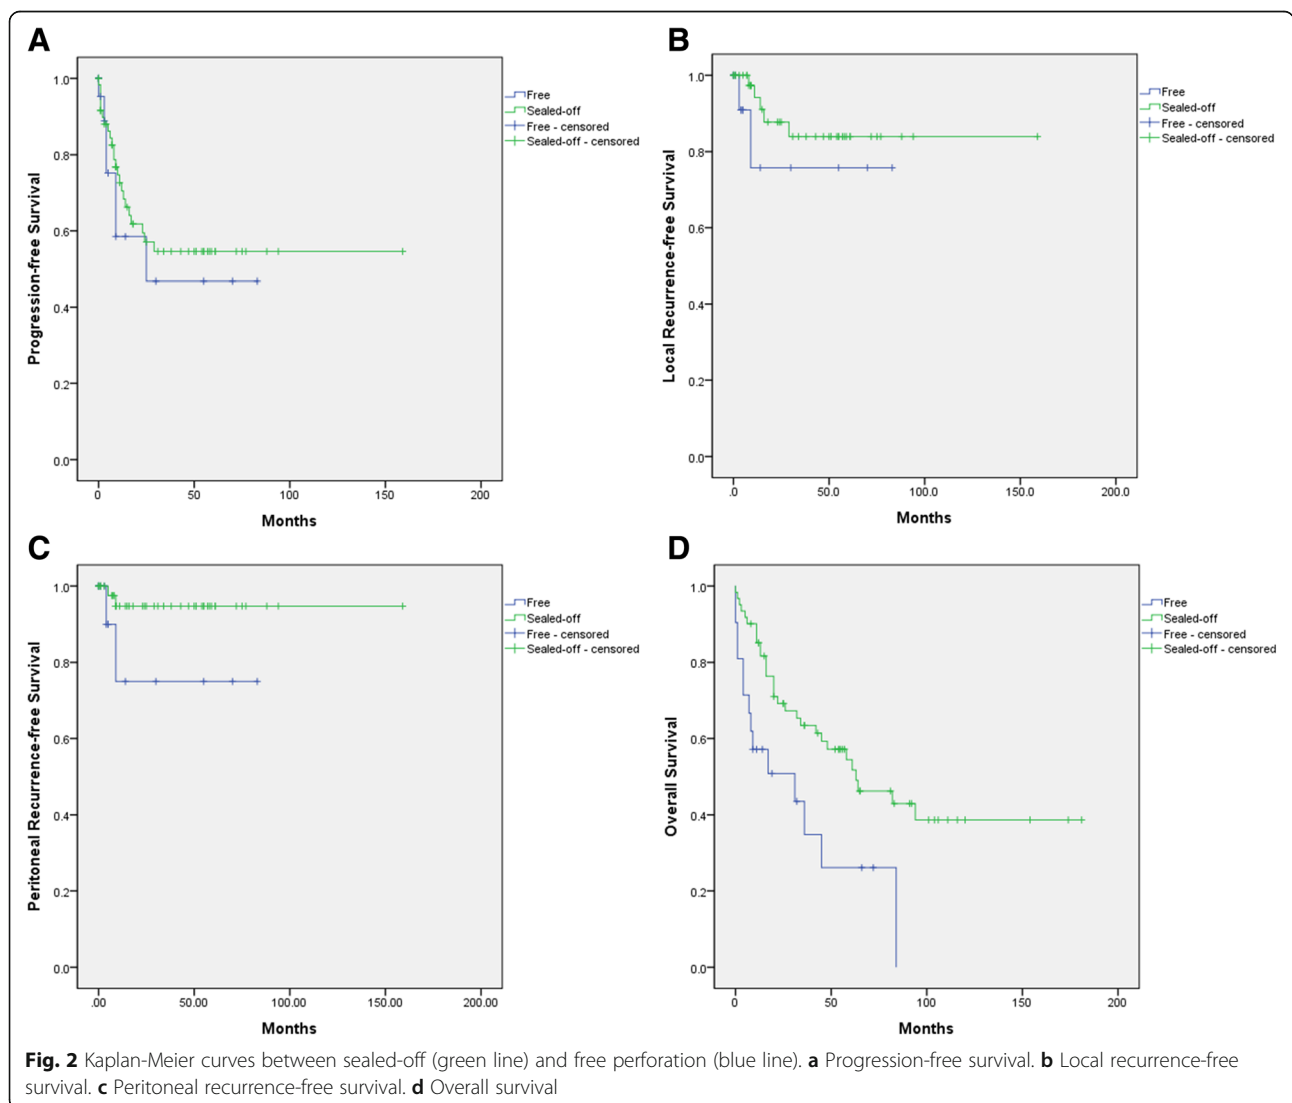 A
Progression-free Survival
1.0
0.8
0.6
0.4
0.2
0.0
0 50 100 150 200
Months
Free
Sealed-off
Free - censored
Sealed-off - censored
B
Local Recurrence-free Survival
1.0
0.8
0.6
0.4
0.2
0.0
.0 50.0 100.0 150.0 200.0
Months
Free
Sealed-off
Free - censored
Sealed-off - censored
C
Peritoneal Recurrence-free Survival
1.0
0.8
0.6
0.4
0.2
0.0
.00 50.00 100.00 150.00 200.00
Months
Free
Sealed-off
Free - censored
Sealed-off - censored
D
Overall Survival
1.0
0.8
0.6
0.4
0.2
0.0
0 50 100 150 200
Months
Free
Sealed-off
Free - censored
Sealed-off - censored
Fig. 2 Kaplan-Meier curves between sealed-off (green line) and free perforation (blue line). a Progression-free survival. b Local recurrence-free
survival. c Peritoneal recurrence-free survival. d Overall survival